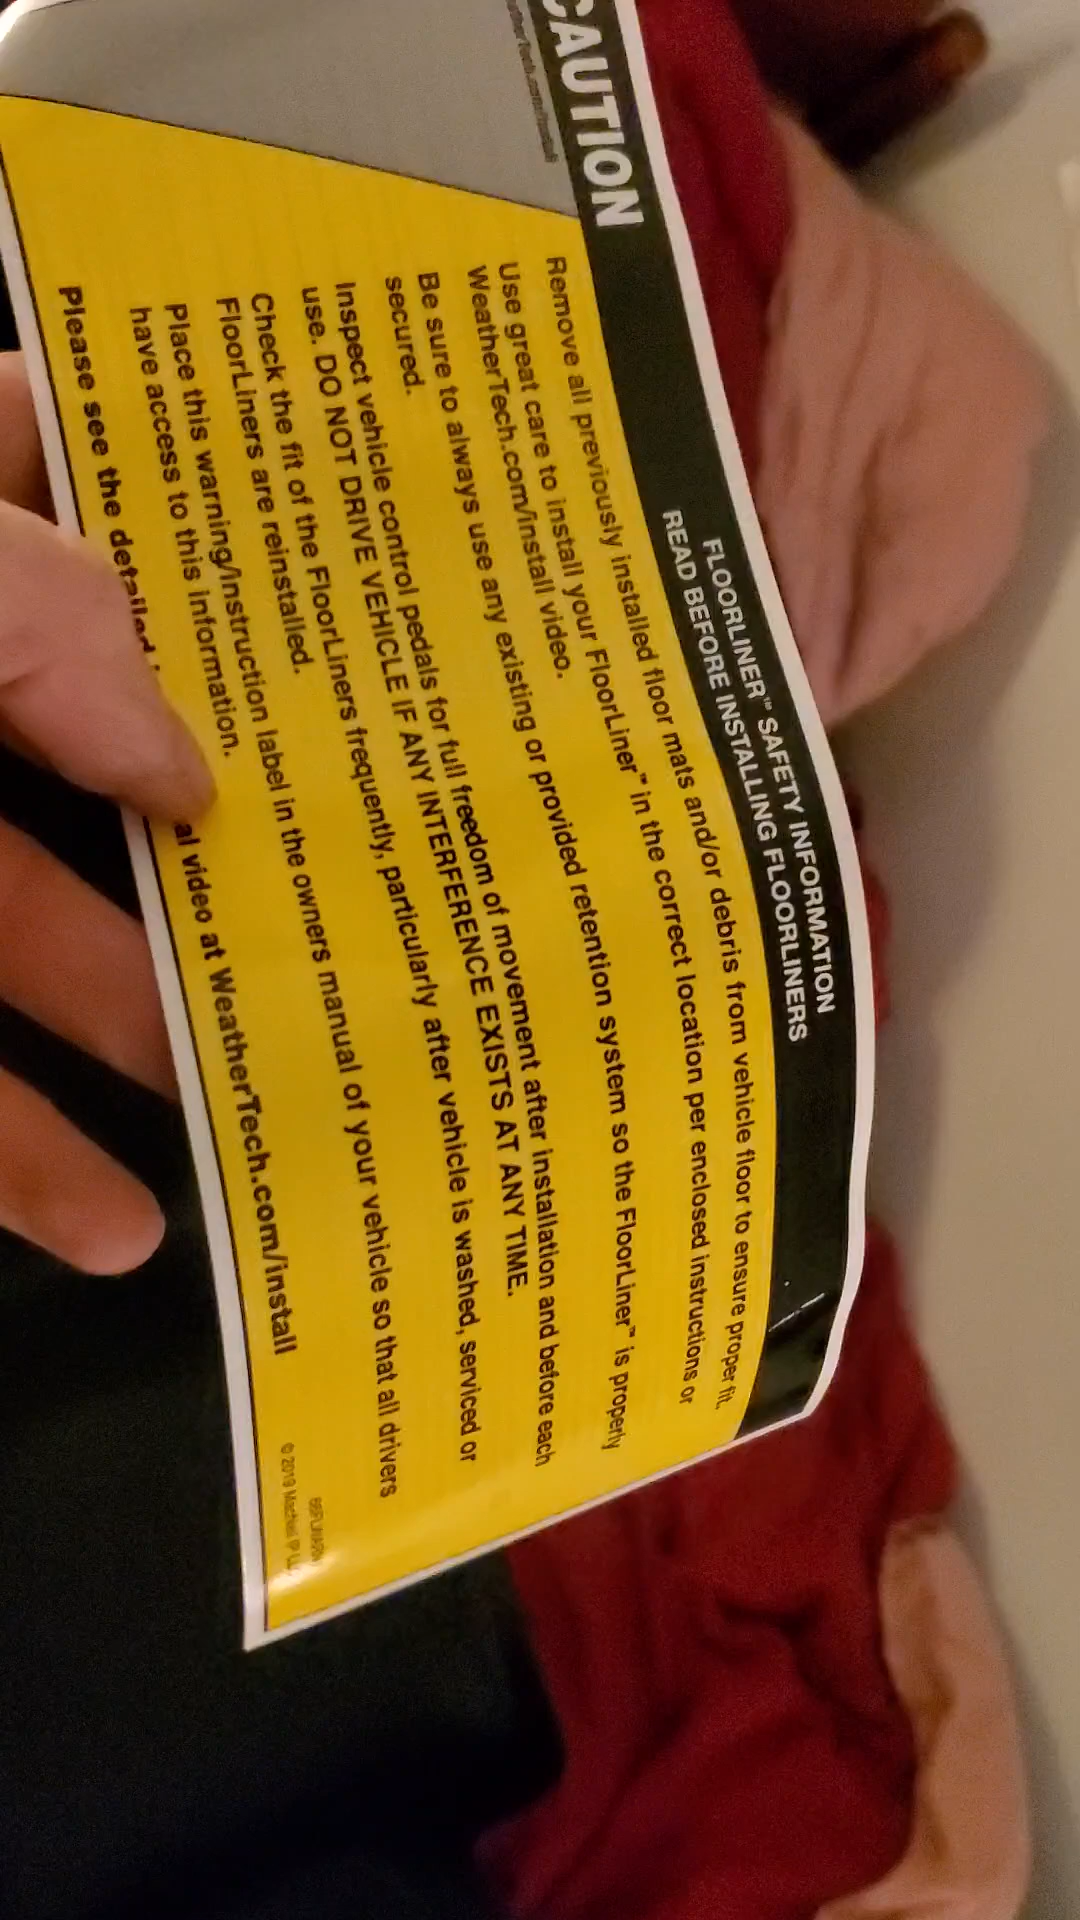 CAUTION
FLOORLINER™ SAFETY INFORMATION
READ BEFORE INSTALLING FLOORLINERS
Remove all previously installed floor mats and/or debris from vehicle floor to ensure proper fit.
Use great care to install your FloorLiner™ in the correct location per enclosed instructions or
WeatherTech.com/install video.
Be sure to always use any existing or provided retention system so the FloorLiner™ is properly
secured.
Inspect vehicle control pedals for full freedom of movement after installation and before each
use. DO NOT DRIVE VEHICLE IF ANY INTERFERENCE EXISTS AT ANY TIME.
Check the fit of the FloorLiners frequently, particularly after vehicle is washed, serviced or
FloorLiners are reinstalled.
Place this warning/instruction label in the owners manual of your vehicle so that all drivers
have access to this information.
Please see the detailed al video at WeatherTech.com/install
© 2019 MacNeil IP